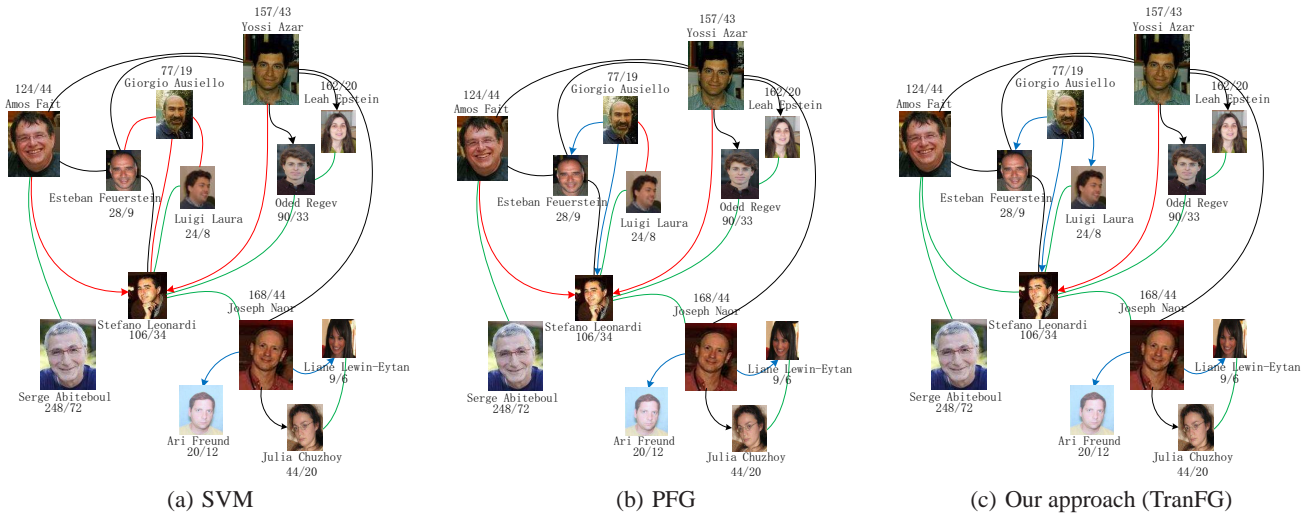 157/43
Yossi Azar
77/19
Giorgio Ausiello
162/20
Leah Epstein
124/44
Amos Fait
Esteban Feuerstein
28/9
Luigi Laura
24/8
Oded Regev
90/33
Stefano Leonardi
106/34
168/44
Joseph Naor
Liane Lewin-Eytan
9/6
Serge Abiteboul
248/72
Ari Freund
20/12
Julia Chuzhoy
44/20
(a) SVM
157/43
Yossi Azar
77/19
Giorgio Ausiello
162/20
Leah Epstein
124/44
Amos Fait
Esteban Feuerstein
28/9
Luigi Laura
24/8
Oded Regev
90/33
Stefano Leonardi
106/34
168/44
Joseph Naor
Liane Lewin-Eytan
9/6
Serge Abiteboul
248/72
Ari Freund
20/12
Julia Chuzhoy
44/20
(b) PFG
157/43
Yossi Azar
77/19
Giorgio Ausiello
162/20
Leah Epstein
124/44
Amos Fait
Esteban Feuerstein
28/9
Luigi Laura
24/8
Oded Regev
90/33
Stefano Leonardi
106/34
168/44
Joseph Naor
Liane Lewin-Eytan
9/6
Serge Abiteboul
248/72
Ari Freund
20/12
Julia Chuzhoy
44/20
(c) Our approach (TranFG)